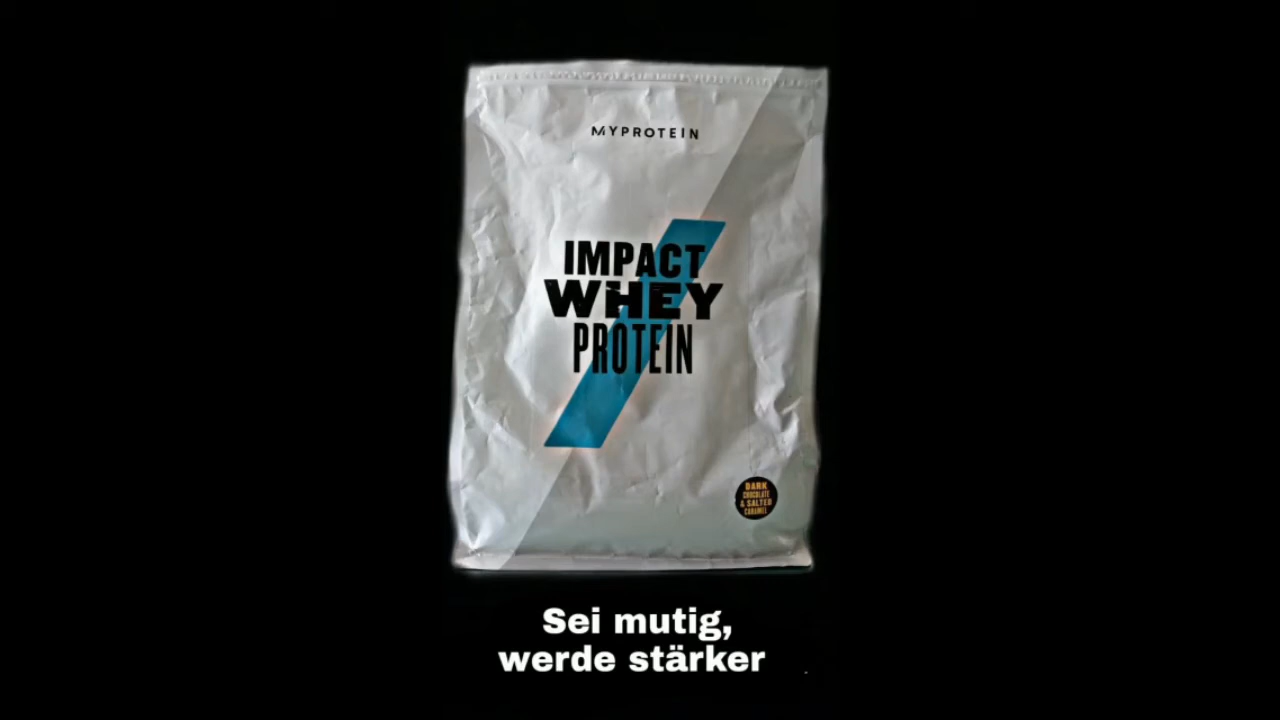 MYPROTEIN
IMPACT
WHEY
PROTEIN
DARK
CHOCOLATE
& SALTED
CARAMEL
Sei mutig,
werde stärker